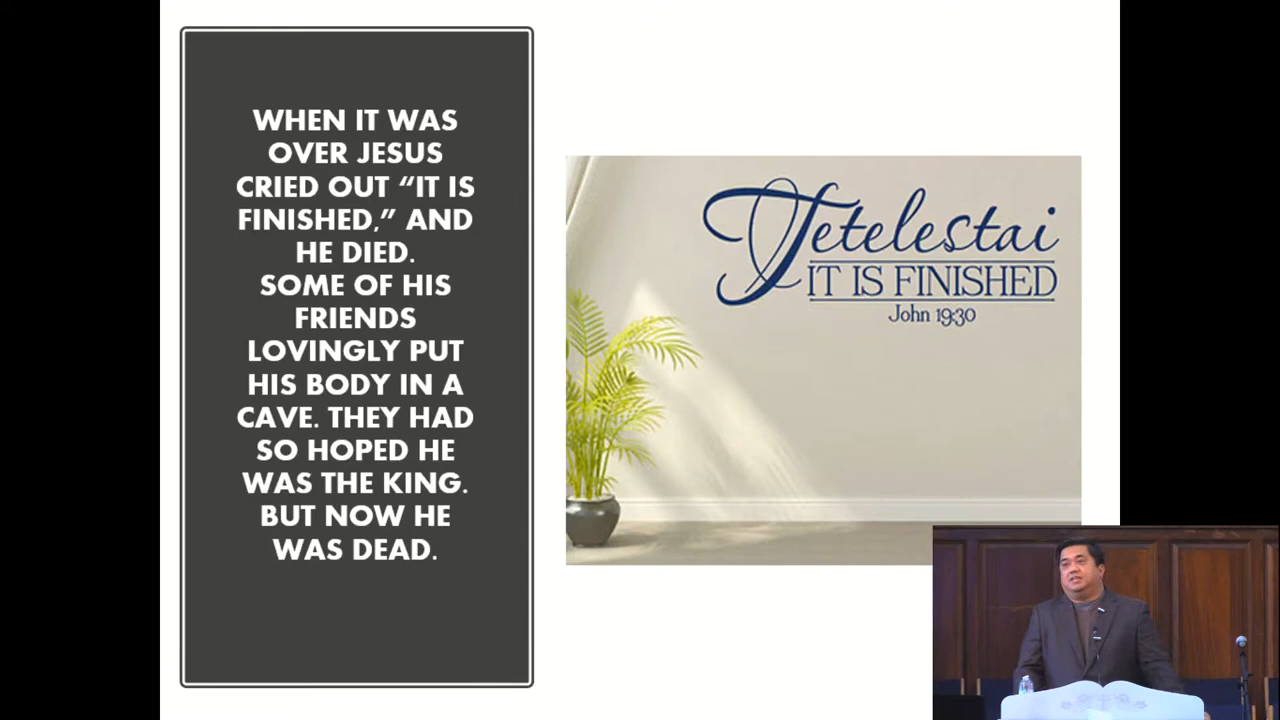 WHEN IT WAS
OVER JESUS
CRIED OUT “IT IS
FINISHED,” AND
HE DIED.
SOME OF HIS
FRIENDS
LOVINGLY PUT
HIS BODY IN A
CAVE. THEY HAD
SO HOPED HE
WAS THE KING.
BUT NOW HE
WAS DEAD.
Tetelestai
IT IS FINISHED
John 19:30